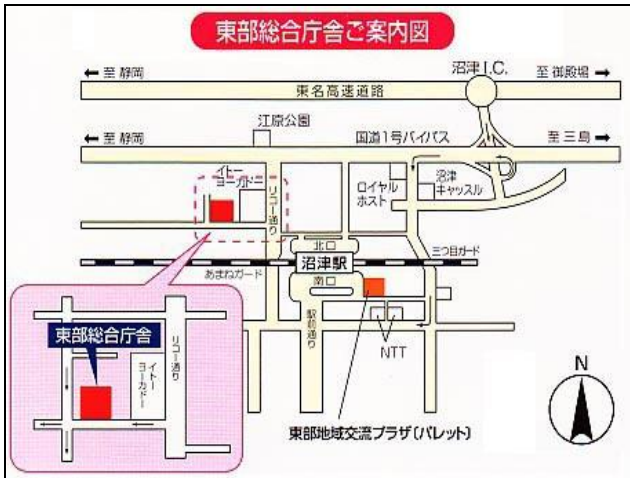 東部総合庁舎ご案内図
沼津I.C.
至 静岡
至 御殿場
東名高速道路
江原公園
至 静岡
国道1号バイパス
至 三島
イトー
ヨーカドー
リコー通り
ロイヤル
ホスト
沼津
キャッスル
北口
三つ目ガード
沼津駅
あまねガード
南口
駅前通り
NTT
東部総合庁舎
リコー通り
イトー
ヨーカドー
N
東部地域交流プラザ(パレット)